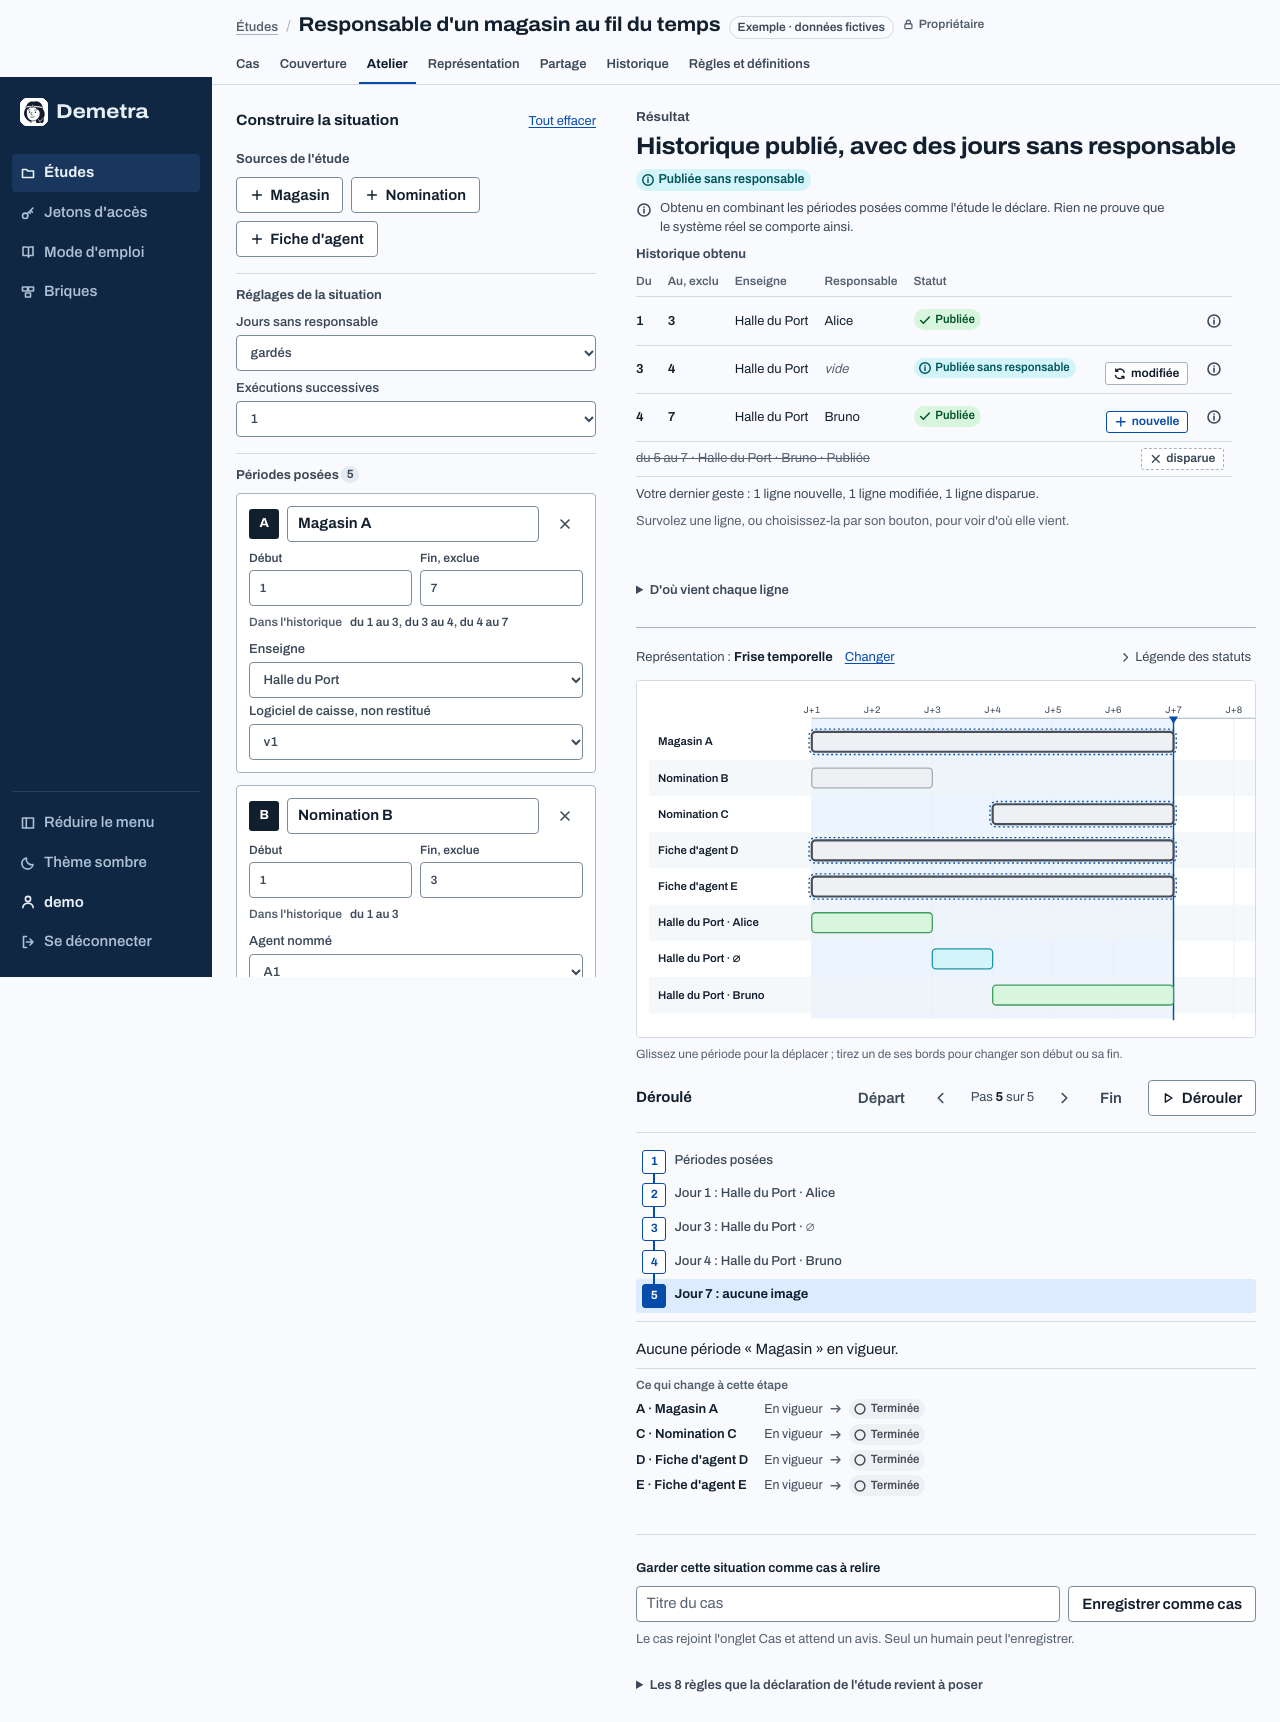 Études / Responsable d'un magasin au fil du temps Exemple · données fictives Propriétaire
Cas Couverture Atelier Représentation Partage Historique Règles et définitions
Demetra
Études
Jetons d'accès
Mode d'emploi
Briques
Réduire le menu
Thème sombre
demo
Se déconnecter
Construire la situation Tout effacer
Sources de l'étude
+ Magasin + Nomination
+ Fiche d'agent
Réglages de la situation
Jours sans responsable
gardés
Exécutions successives
1
Périodes posées 5
A Magasin A
Début Fin, exclue
1 7
Dans l'historique du 1 au 3, du 3 au 4, du 4 au 7
Enseigne
Halle du Port
Logiciel de caisse, non restitué
v1
B Nomination B
Début Fin, exclue
1 3
Dans l'historique du 1 au 3
Agent nommé
A1
Résultat
Historique publié, avec des jours sans responsable
Publiée sans responsable
Obtenu en combinant les périodes posées comme l'étude le déclare. Rien ne prouve que
le système réel se comporte ainsi.
Historique obtenu
Du Au, exclu Enseigne Responsable Statut
1 3 Halle du Port Alice Publiée
3 4 Halle du Port vide Publiée sans responsable modifiée
4 7 Halle du Port Bruno Publiée + nouvelle
du 5 au 7 · Halle du Port · Bruno · Publiée disparue
Votre dernier geste : 1 ligne nouvelle, 1 ligne modifiée, 1 ligne disparue.
Survolez une ligne, ou choisissez-la par son bouton, pour voir d'où elle vient.
D'où vient chaque ligne
Représentation : Frise temporelle Changer Légende des statuts
J+1 J+2 J+3 J+4 J+5 J+6 J+7 J+8
Magasin A
Nomination B
Nomination C
Fiche d'agent D
Fiche d'agent E
Halle du Port · Alice
Halle du Port · ∅
Halle du Port · Bruno
Glissez une période pour la déplacer ; tirez un de ses bords pour changer son début ou sa fin.
Déroulé Départ Pas 5 sur 5 Fin Dérouler
1 Périodes posées
2 Jour 1 : Halle du Port · Alice
3 Jour 3 : Halle du Port · ∅
4 Jour 4 : Halle du Port · Bruno
5 Jour 7 : aucune image
Aucune période « Magasin » en vigueur.
Ce qui change à cette étape
A · Magasin A En vigueur → Terminée
C · Nomination C En vigueur → Terminée
D · Fiche d'agent D En vigueur → Terminée
E · Fiche d'agent E En vigueur → Terminée
Garder cette situation comme cas à relire
Titre du cas Enregistrer comme cas
Le cas rejoint l'onglet Cas et attend un avis. Seul un humain peut l'enregistrer.
Les 8 règles que la déclaration de l'étude revient à poser